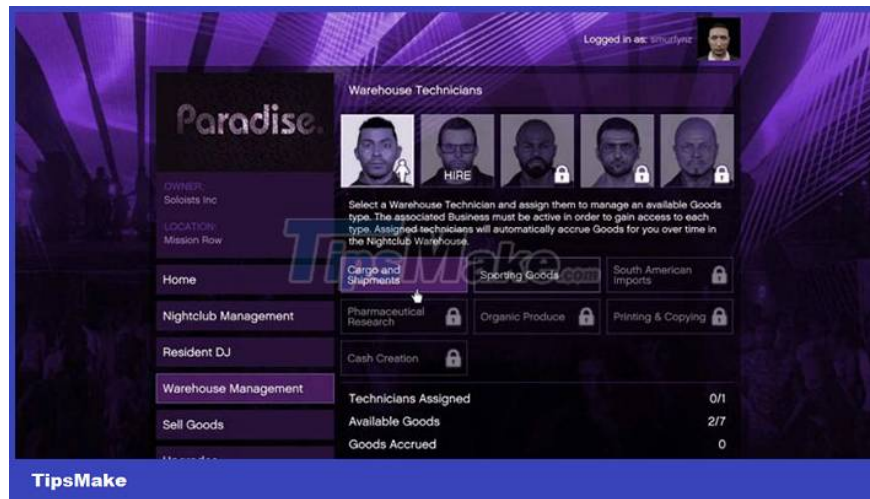 Logged in as: smurfynz
Paradise.
OWNER:
Soloists Inc
LOCATION:
Mission Row
Home
Nightclub Management
Resident DJ
Warehouse Management
Sell Goods
Warehouse Technicians
HIRE
Select a Warehouse Technician and assign them to manage an available Goods
type. The associated Business must be active in order to gain access to each
type. Assigned technicians will automatically accrue Goods for you over time in
the Nightclub Warehouse.
TipsMake.com
Cargo and
Shipments
Sporting Goods
South American
Imports
Pharmaceutical
Research
Organic Produce
Printing & Copying
Cash Creation
Technicians Assigned 0/1
Available Goods 2/7
Goods Accrued 0
TipsMake